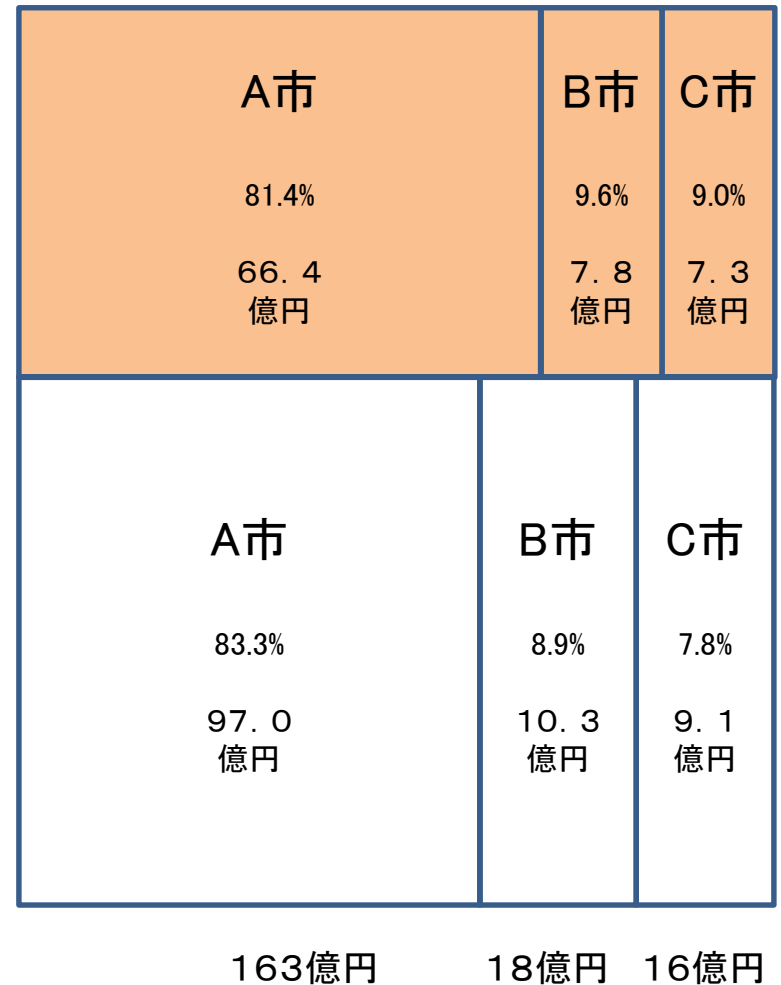 A市 B市 C市
81.4% 9.6% 9.0%
66.4 7.8 7.3
億円 億円 億円
A市 B市 C市
83.3% 8.9% 7.8%
97.0 10.3 9.1
億円 億円 億円
163億円 18億円 16億円